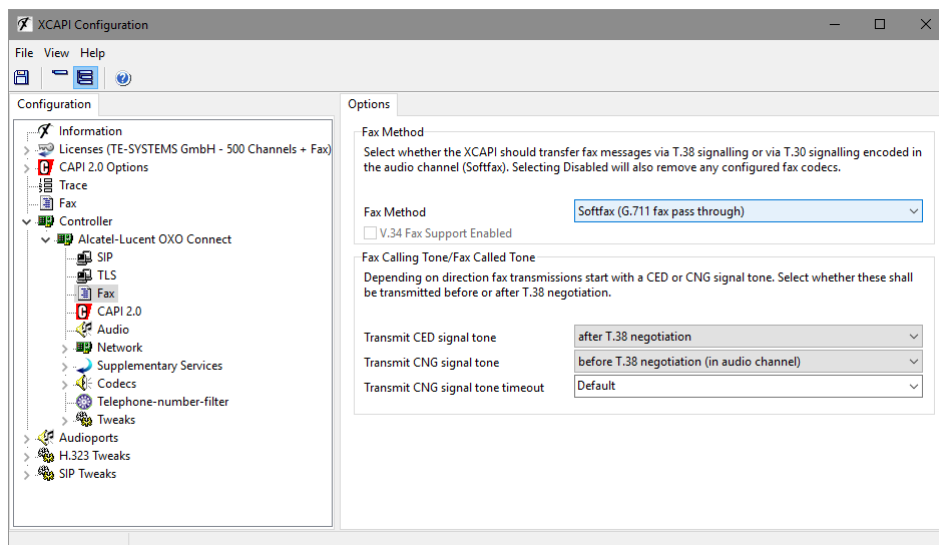 XCAPI Configuration
File View Help
Configuration
Information
Licenses (TE-SYSTEMS GmbH - 500 Channels + Fax)
CAPI 2.0 Options
Trace
Fax
Controller
Alcatel-Lucent OXO Connect
SIP
TLS
Fax
CAPI 2.0
Audio
Network
Supplementary Services
Codecs
Telephone-number-filter
Tweaks
Audioports
H.323 Tweaks
SIP Tweaks
Options
Fax Method
Select whether the XCAPI should transfer fax messages via T.38 signalling or via T.30 signalling encoded in
the audio channel (Softfax). Selecting Disabled will also remove any configured fax codecs.
Fax Method Softfax (G.711 fax pass through)
V.34 Fax Support Enabled
Fax Calling Tone/Fax Called Tone
Depending on direction fax transmissions start with a CED or CNG signal tone. Select whether these shall
be transmitted before or after T.38 negotiation.
Transmit CED signal tone after T.38 negotiation
Transmit CNG signal tone before T.38 negotiation (in audio channel)
Transmit CNG signal tone timeout Default